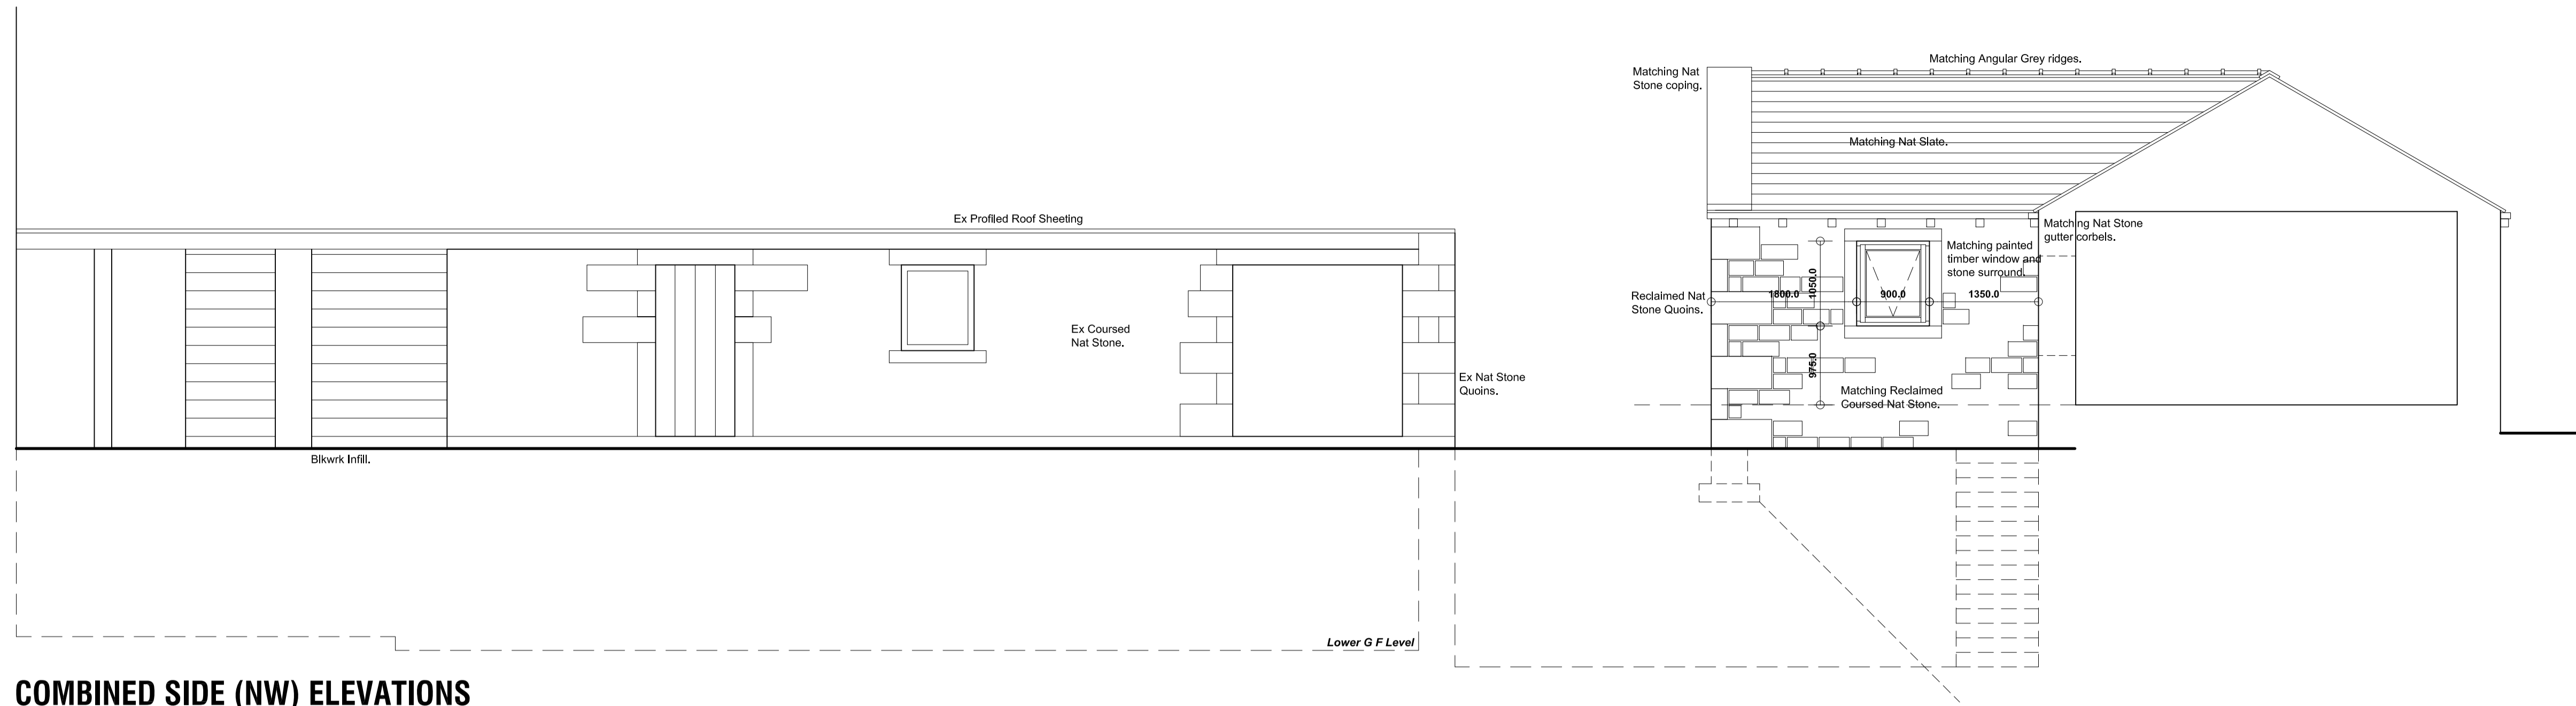 Matching Angular Grey ridges.
Matching Nat
Stone coping.
Matching Nat Slate.
Ex Profiled Roof Sheeting
Matching Nat Stone
gutter corbels.
Matching painted
timber window and
stone surround.
1050.0
1800.0
900.0
1350.0
Reclaimed Nat
Stone Quoins.
Ex Coursed
Nat Stone.
975.0
Ex Nat Stone
Quoins.
Matching Reclaimed
Coursed Nat Stone.
Blkwrk Infill.
Lower G F Level
COMBINED SIDE (NW) ELEVATIONS